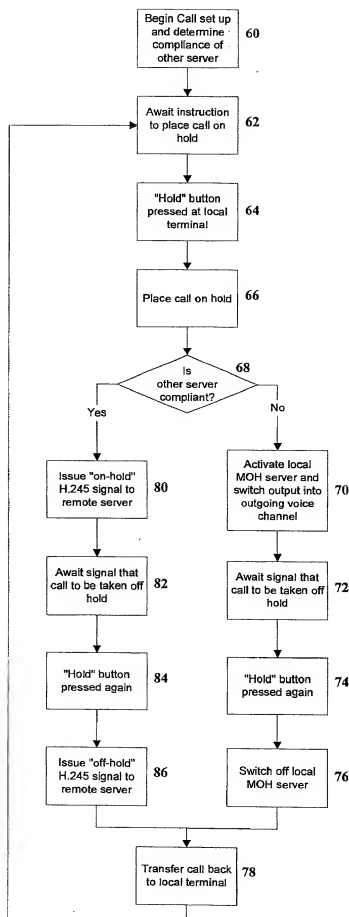 Begin Call set up
and determine
compliance of
other server
60
Await instruction
to place call on
hold
62
"Hold" button
pressed at local
terminal
64
Place call on hold
66
Is
other server
compliant?
68
Yes
No
Issue "on-hold"
H.245 signal to
remote server
80
Activate local
MOH server and
switch output into
outgoing voice
channel
70
Await signal that
call to be taken off
hold
82
Await signal that
call to be taken off
hold
72
"Hold" button
pressed again
84
"Hold" button
pressed again
74
Issue "off-hold"
H.245 signal to
remote server
86
Switch off local
MOH server
76
Transfer call back
to local terminal
78